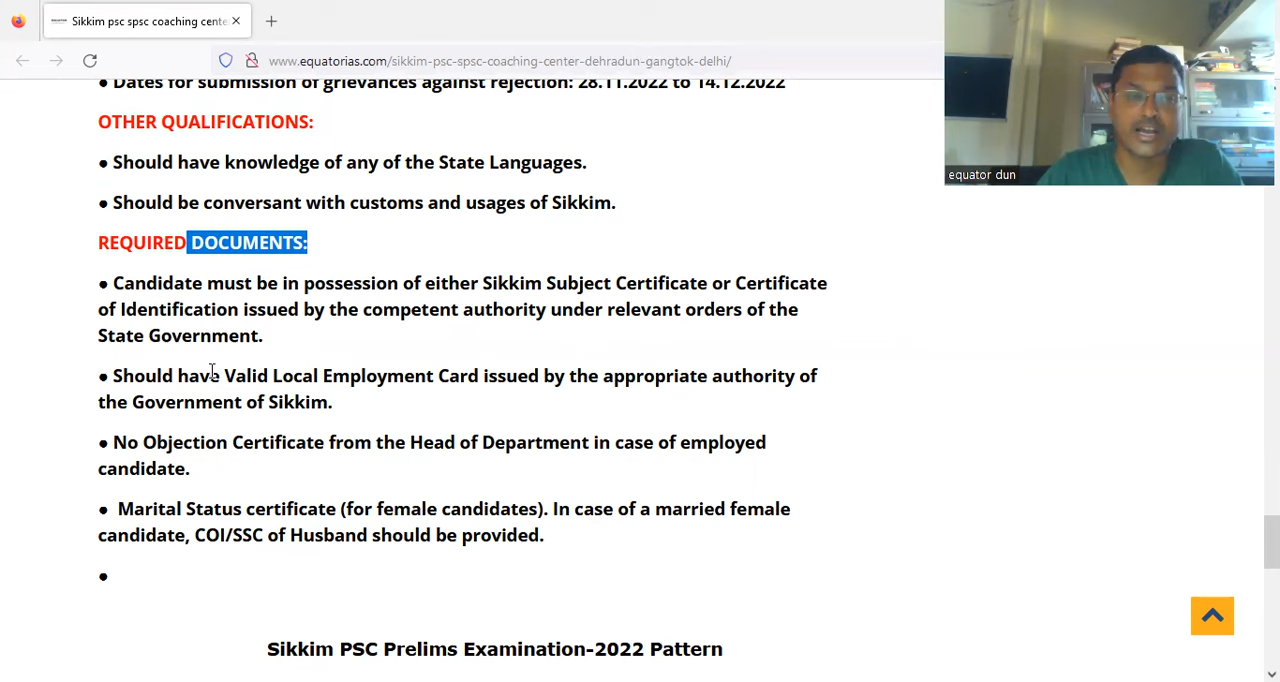 Sikkim psc spsc coaching cente
www.equatorias.com/sikkim-psc-spsc-coaching-center-dehradun-gangtok-delhi/
equator dun
● Dates for submission of grievances against rejection: 28.11.2022 to 14.12.2022
OTHER QUALIFICATIONS:
● Should have knowledge of any of the State Languages.
● Should be conversant with customs and usages of Sikkim.
REQUIRED DOCUMENTS:
● Candidate must be in possession of either Sikkim Subject Certificate or Certificate
of Identification issued by the competent authority under relevant orders of the
State Government.
● Should have Valid Local Employment Card issued by the appropriate authority of
the Government of Sikkim.
● No Objection Certificate from the Head of Department in case of employed
candidate.
● Marital Status certificate (for female candidates). In case of a married female
candidate, COI/SSC of Husband should be provided.
●
Sikkim PSC Prelims Examination-2022 Pattern